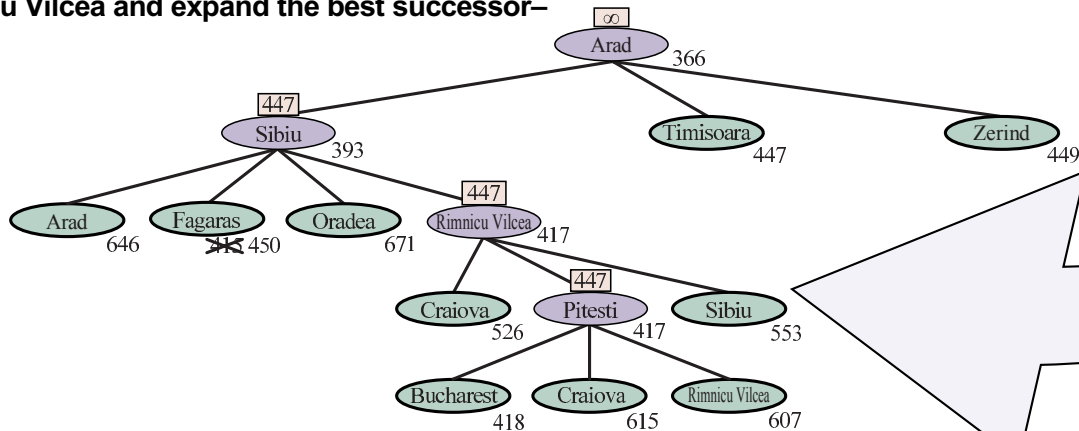 u Vilcea and expand the best successor–
∞
Arad
366
447
Sibiu
393
Timisoara
447
Zerind
449
Arad
646
Fagaras
415 450
Oradea
671
447
Rimnicu Vilcea
417
Craiova
526
447
Pitesti
417
Sibiu
553
Bucharest
418
Craiova
615
Rimnicu Vilcea
607